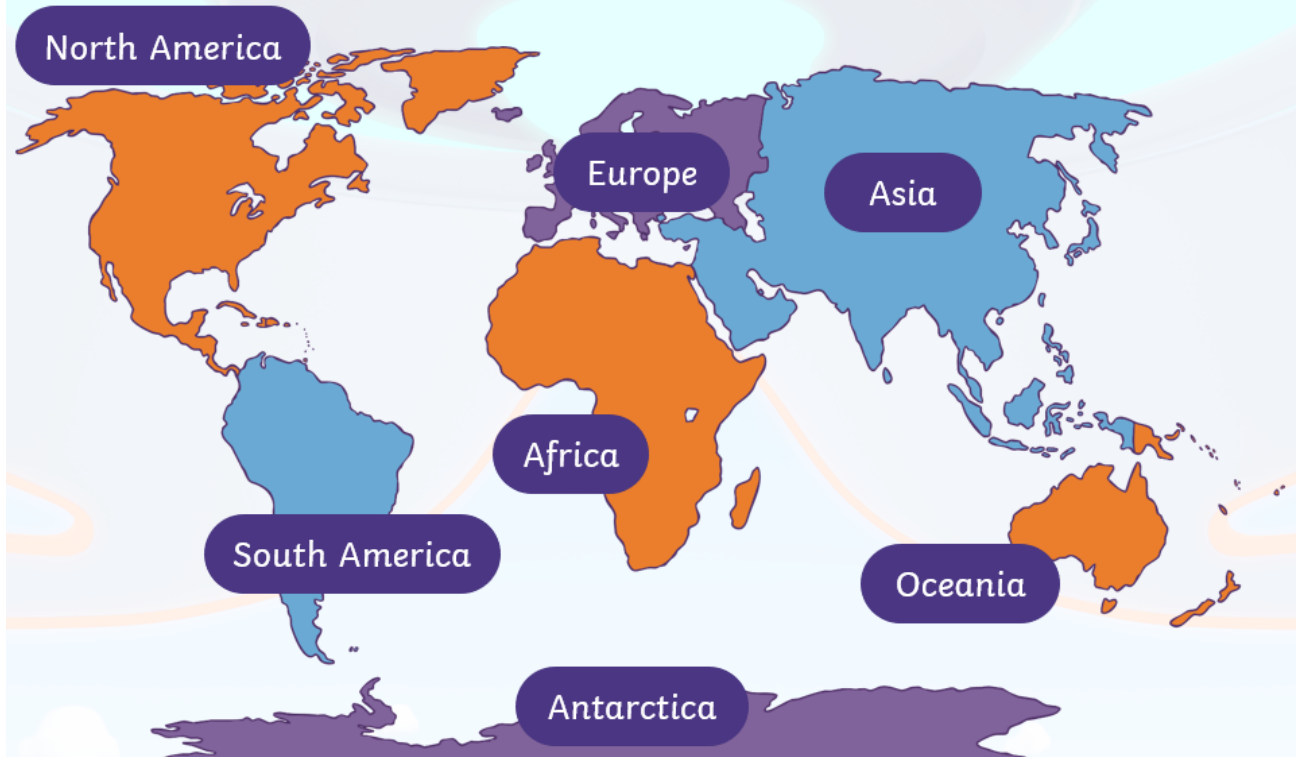 North America
Europe
Asia
Africa
South America
Oceania
Antarctica